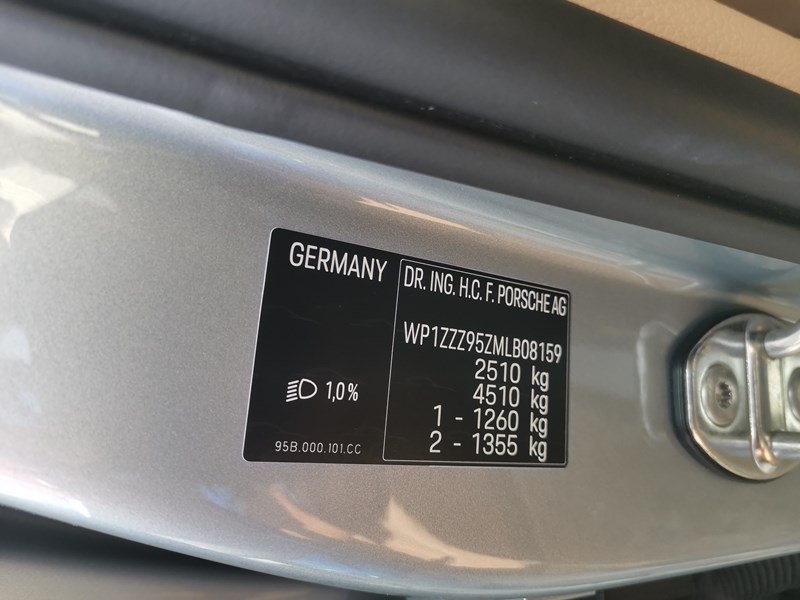 GERMANY
DR. ING. H.C. F. PORSCHE AG
WP1ZZZ95ZMLB08159
2510 kg
4510 kg
1 - 1260 kg
2 - 1355 kg
1,0%
95B.000.101.CC